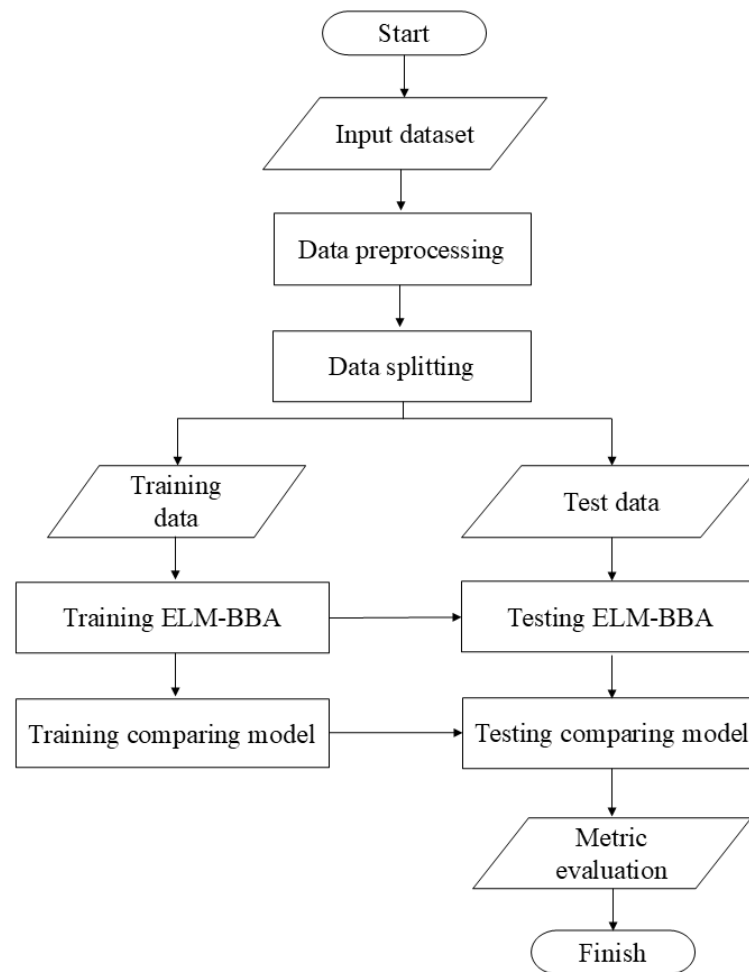 Start
Input dataset
Data preprocessing
Data splitting
Training
data
Test data
Training ELM-BBA
Testing ELM-BBA
Training comparing model
Testing comparing model
Metric
evaluation
Finish